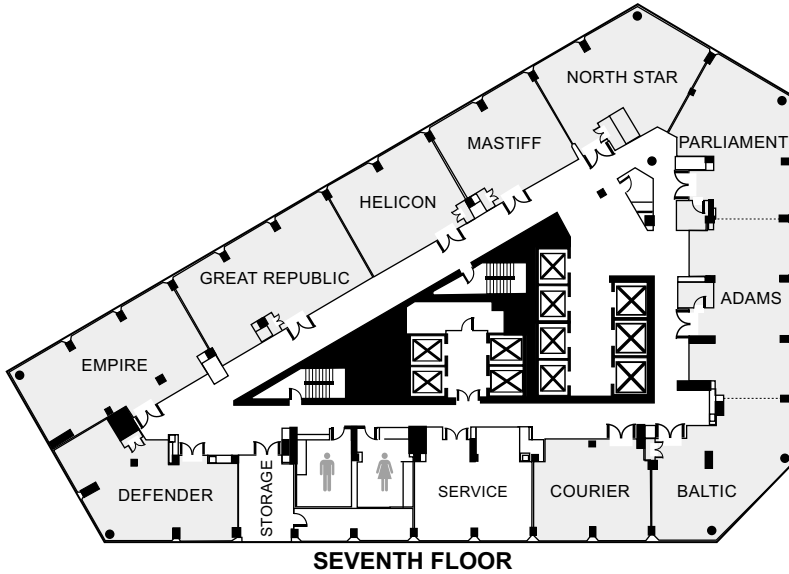 NORTH STAR
MASTIFF
PARLIAMENT
HELICON
GREAT REPUBLIC
ADAMS
EMPIRE
DEFENDER
STORAGE
SERVICE
COURIER
BALTIC
SEVENTH FLOOR